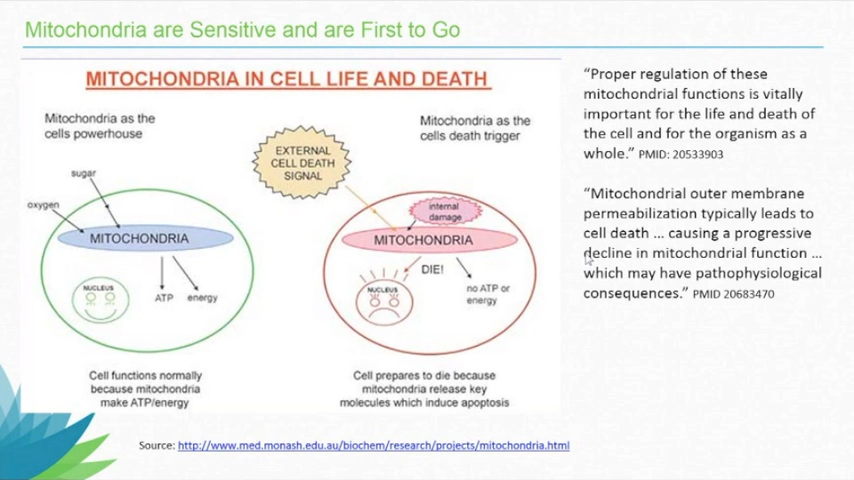 Mitochondria are Sensitive and are First to Go
MITOCHONDRIA IN CELL LIFE AND DEATH
Mitochondria as the
cells powerhouse
sugar
oxygen
MITOCHONDRIA
NUCLEUS
ATP
energy
Cell functions normally
because mitochondria
make ATP/energy
Mitochondria as the
cells death trigger
EXTERNAL
CELL DEATH
SIGNAL
internal
damage
MITOCHONDRIA
DIE!
NUCLEUS
no ATP or
energy
Cell prepares to die because
mitochondria release key
molecules which induce apoptosis
“Proper regulation of these
mitochondrial functions is vitally
important for the life and death of
the cell and for the organism as a
whole.” PMID: 20533903
“Mitochondrial outer membrane
permeabilization typically leads to
cell death … causing a progressive
decline in mitochondrial function …
which may have pathophysiological
consequences.” PMID 20683470
Source: http://www.med.monash.edu.au/biochem/research/projects/mitochondria.html